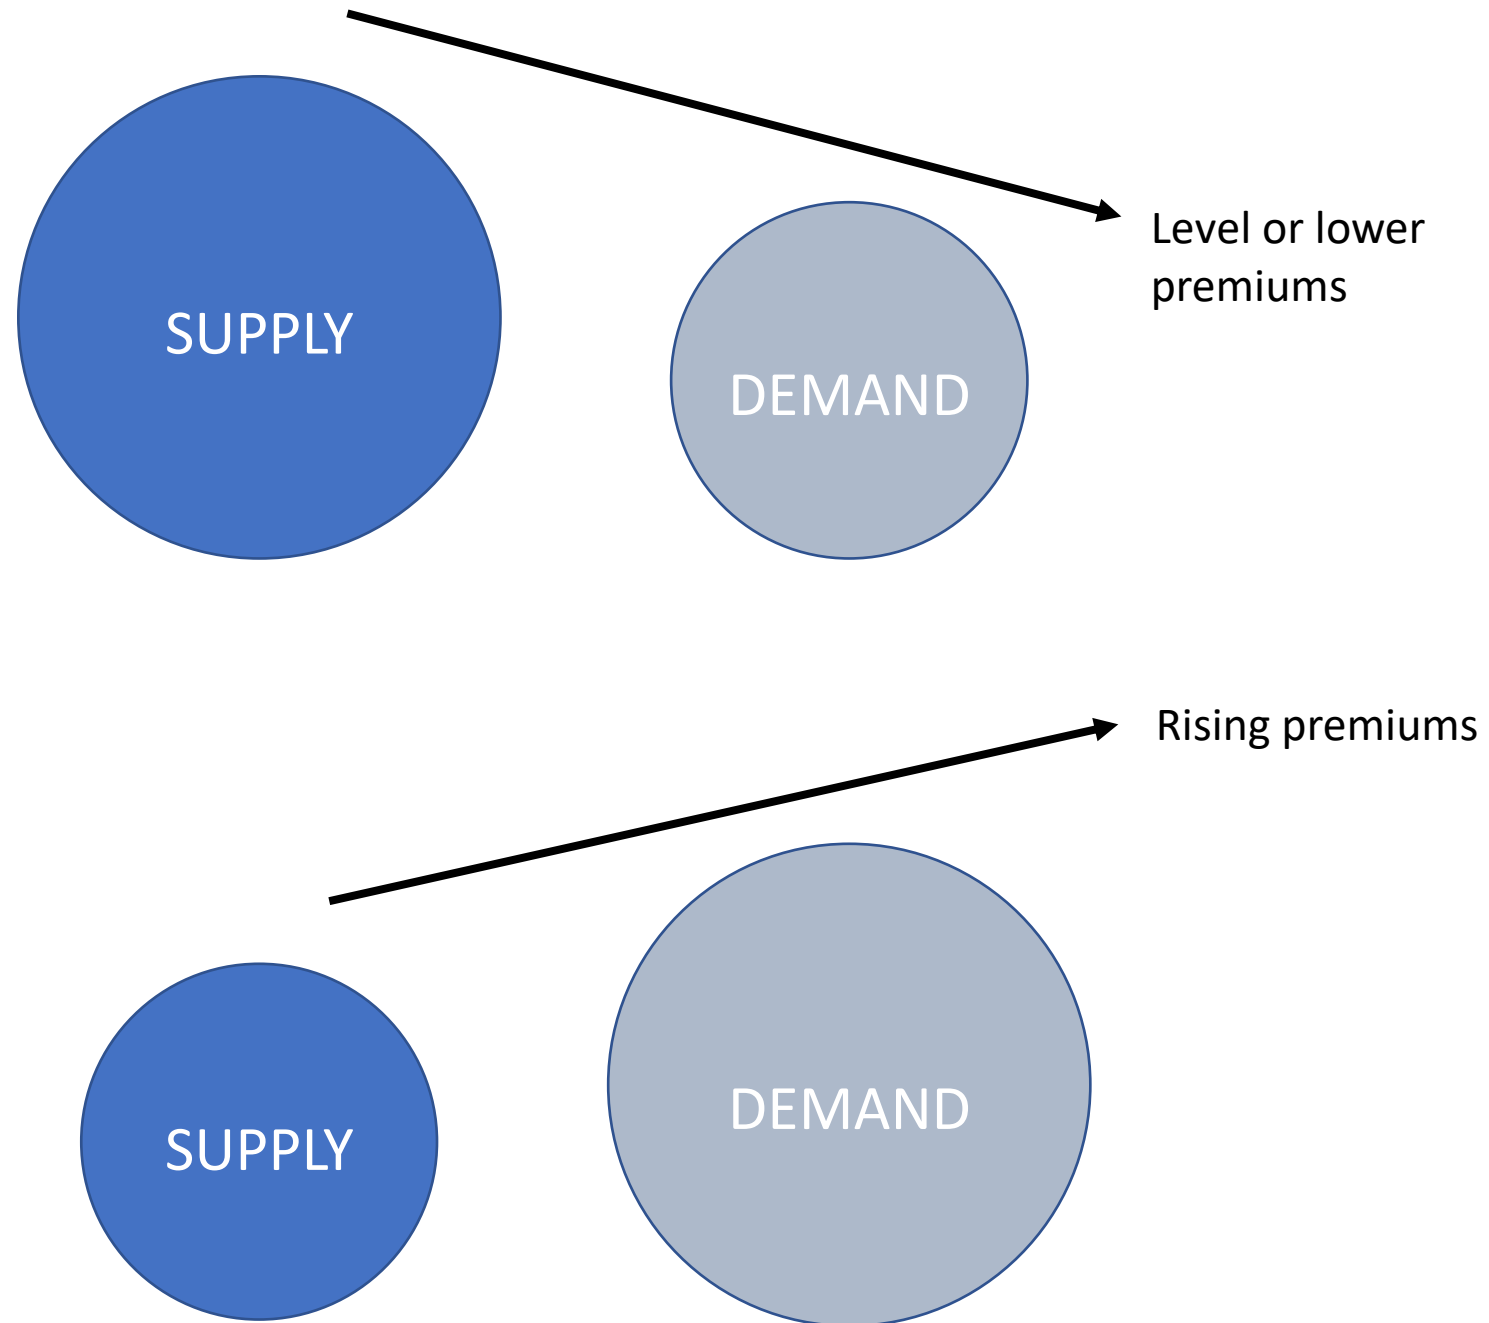 Level or lower
premiums
SUPPLY
DEMAND
Rising premiums
SUPPLY
DEMAND